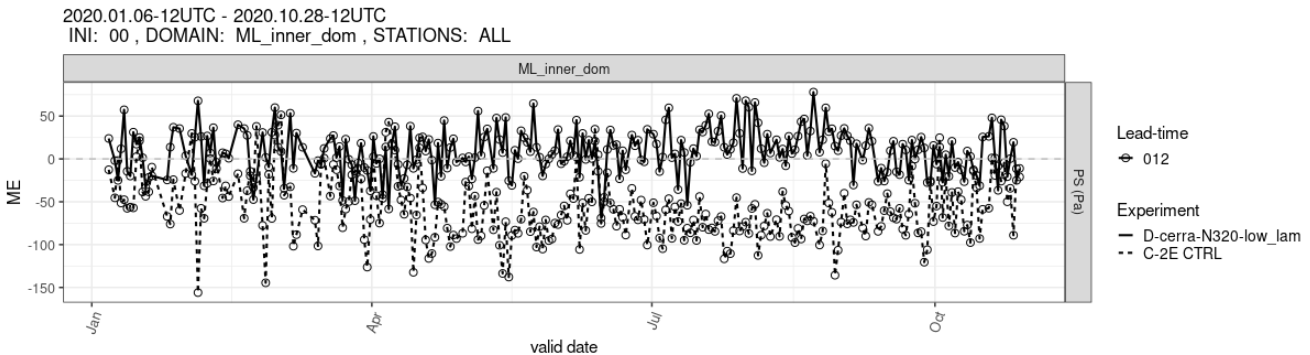 2020.01.06-12UTC - 2020.10.28-12UTC
INI: 00 , DOMAIN: ML_inner_dom , STATIONS: ALL
ML_inner_dom
ME
50
0
-50
-100
-150
PS (Pa)
Jan
Apr
Jul
Oct
valid date
Lead-time
012
Experiment
D-cerra-N320-low_lam
C-2E CTRL